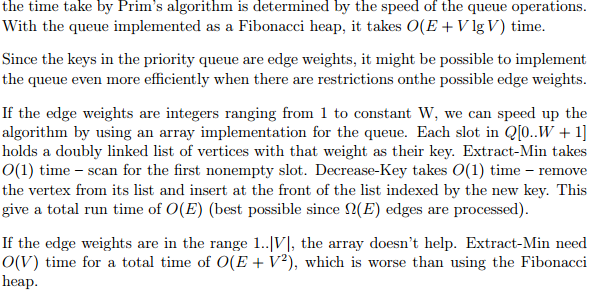 the time take by Prim's algorithm is determined by the speed of the queue operations.
With the queue implemented as a Fibonacci heap, it takes O(E + V lg V) time.
Since the keys in the priority queue are edge weights, it might be possible to implement
the queue even more efficiently when there are restrictions onthe possible edge weights.
If the edge weights are integers ranging from 1 to constant W, we can speed up the
algorithm by using an array implementation for the queue. Each slot in Q[0..W + 1]
holds a doubly linked list of vertices with that weight as their key. Extract-Min takes
O(1) time – scan for the first nonempty slot. Decrease-Key takes O(1) time – remove
the vertex from its list and insert at the front of the list indexed by the new key. This
give a total run time of O(E) (best possible since Ω(E) edges are processed).
If the edge weights are in the range 1..|V|, the array doesn't help. Extract-Min need
O(V) time for a total time of O(E + V²), which is worse than using the Fibonacci
heap.